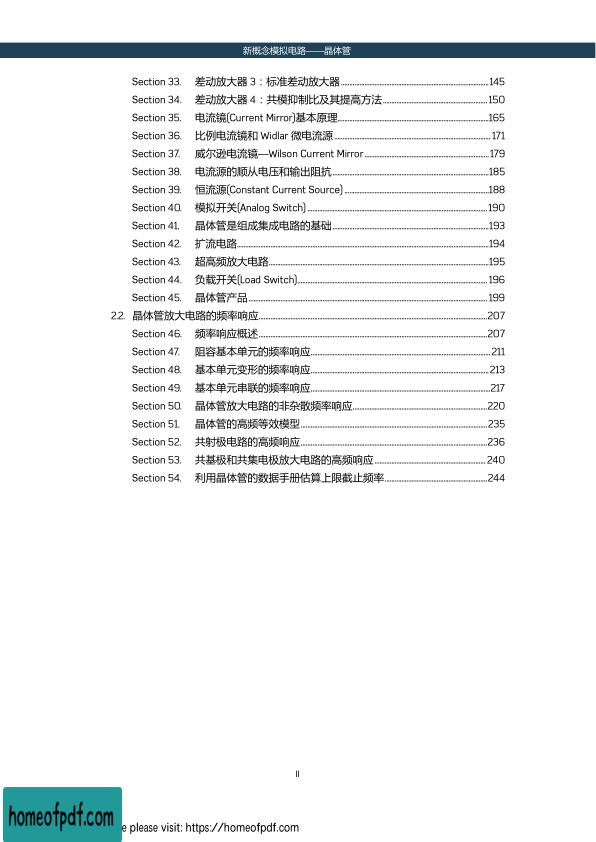 新概念模拟电路——晶体管
Section 33. 差动放大器 3：标准差动放大器 145
Section 34. 差动放大器 4：共模抑制比及其提高方法 150
Section 35. 电流镜(Current Mirror)基本原理 165
Section 36. 比例电流镜和 Widlar 微电流源 171
Section 37. 威尔逊电流镜—Wilson Current Mirror 179
Section 38. 电流源的顺从电压和输出阻抗 185
Section 39. 恒流源(Constant Current Source) 188
Section 40. 模拟开关(Analog Switch) 190
Section 41. 晶体管是组成集成电路的基础 193
Section 42. 扩流电路 194
Section 43. 超高频放大电路 195
Section 44. 负载开关(Load Switch) 196
Section 45. 晶体管产品 199
2.2. 晶体管放大电路的频率响应 207
Section 46. 频率响应概述 207
Section 47. 阻容基本单元的频率响应 211
Section 48. 基本单元变形的频率响应 213
Section 49. 基本单元串联的频率响应 217
Section 50. 晶体管放大电路的非杂散频率响应 220
Section 51. 晶体管的高频等效模型 235
Section 52. 共射极电路的高频响应 236
Section 53. 共基极和共集电极放大电路的高频响应 240
Section 54. 利用晶体管的数据手册估算上限截止频率 244
II
homeofpdf.com
e please visit: https://homeofpdf.com